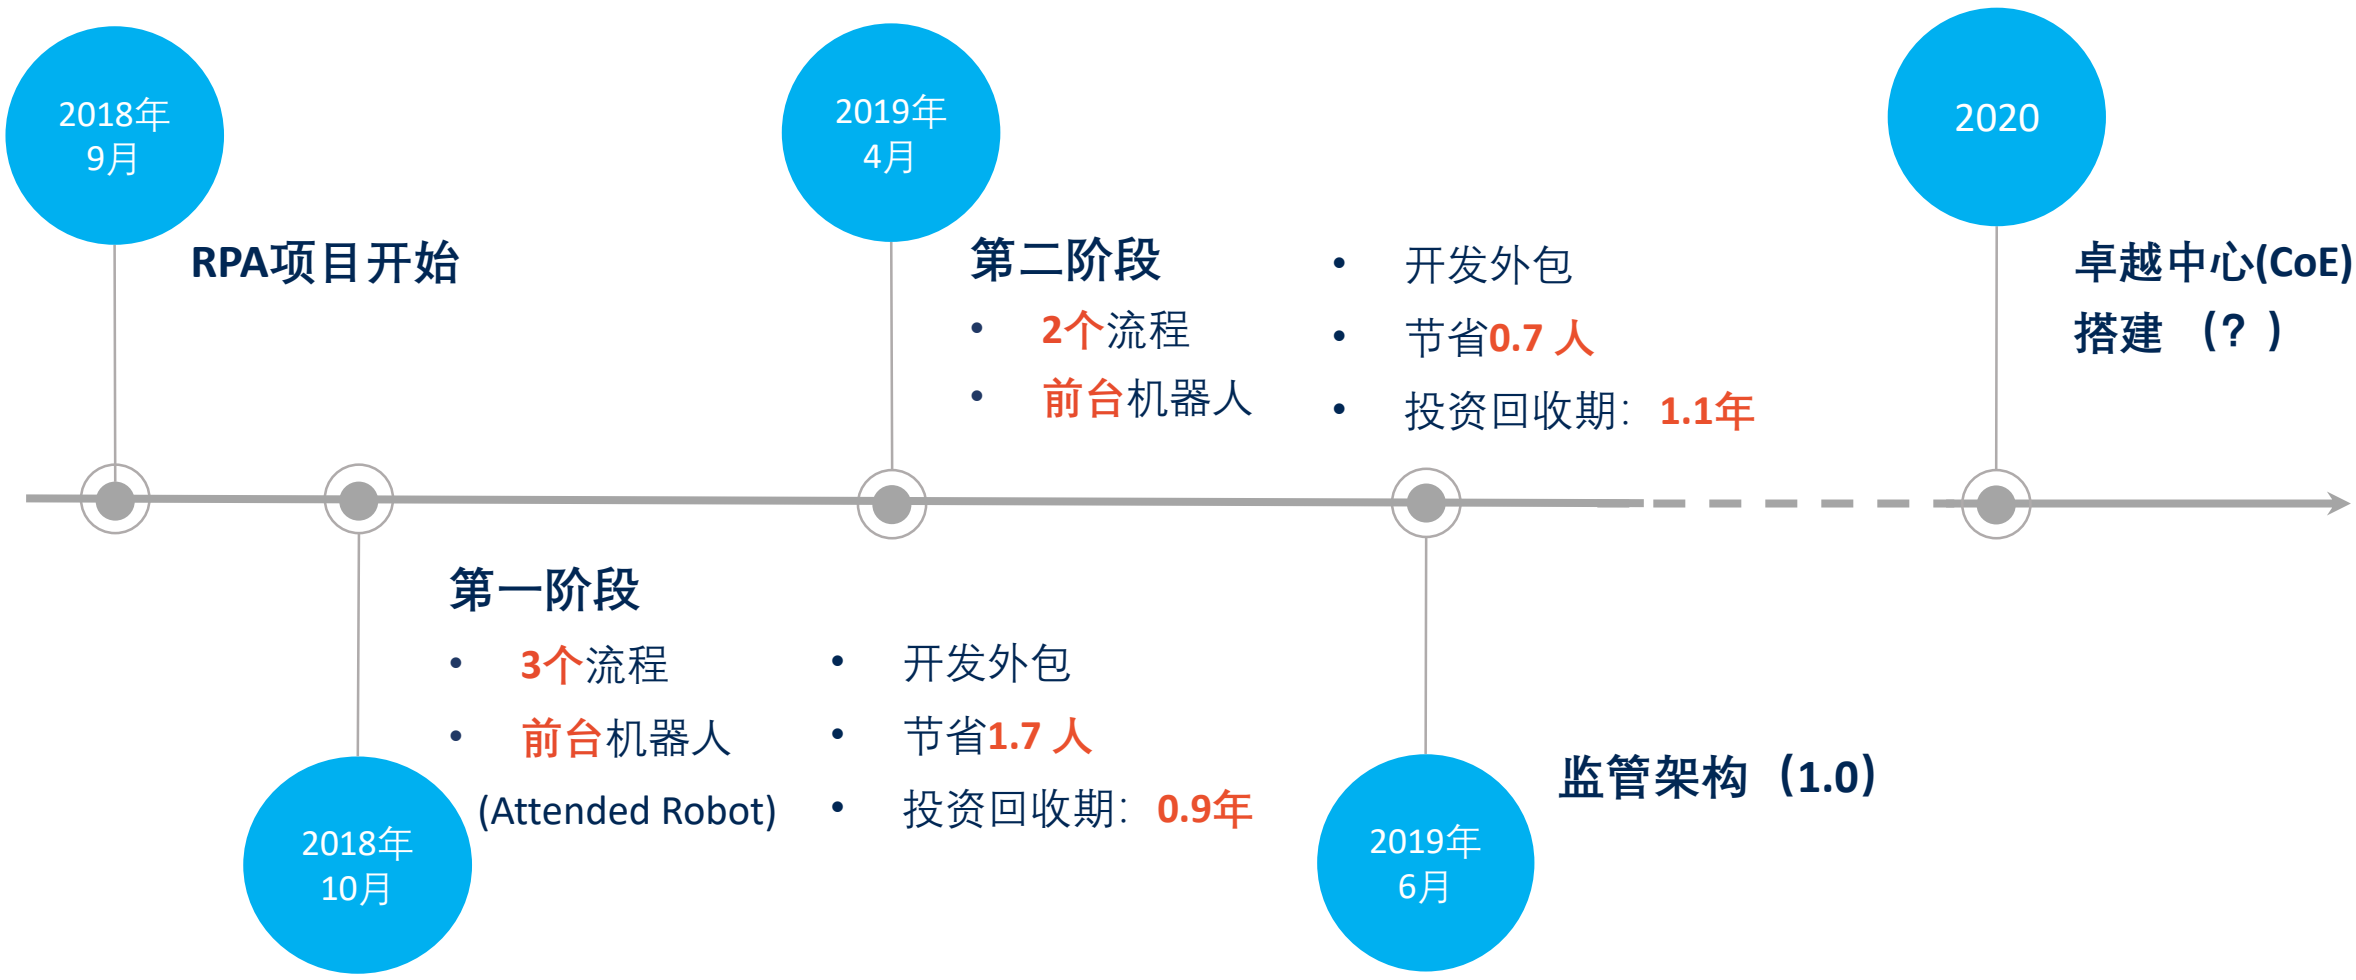 2018年
9月
RPA项目开始
2018年
10月
第一阶段
• 3个流程
• 前台机器人
(Attended Robot)
• 开发外包
• 节省1.7 人
• 投资回收期：0.9年
2019年
4月
第二阶段
• 2个流程
• 前台机器人
• 开发外包
• 节省0.7 人
• 投资回收期：1.1年
2019年
6月
监管架构（1.0）
2020
卓越中心(CoE)
搭建 （？）